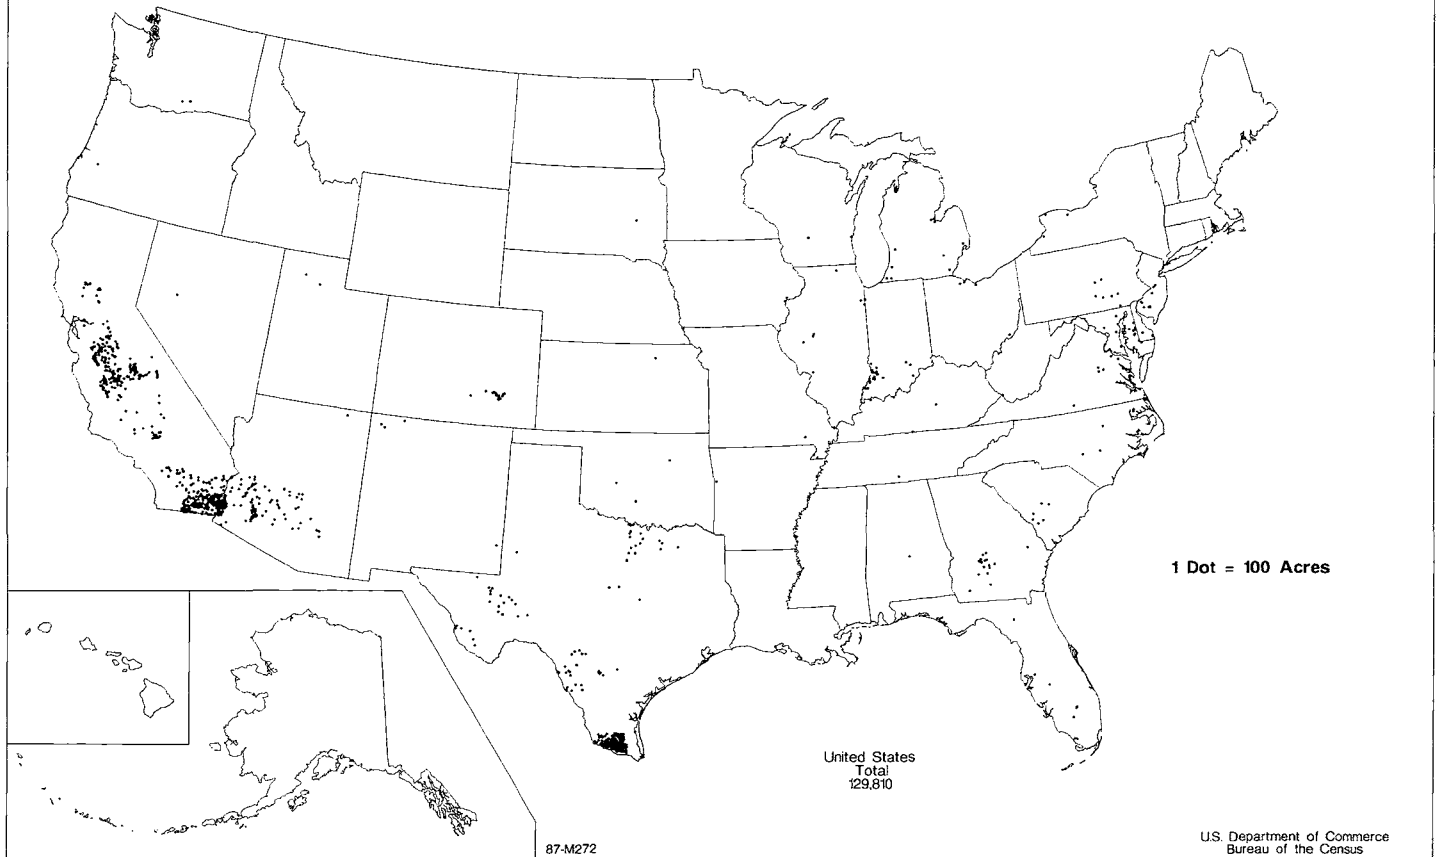 1 Dot = 100 Acres
United States
Total
129,810
87-M272
U.S. Department of Commerce
Bureau of the Census